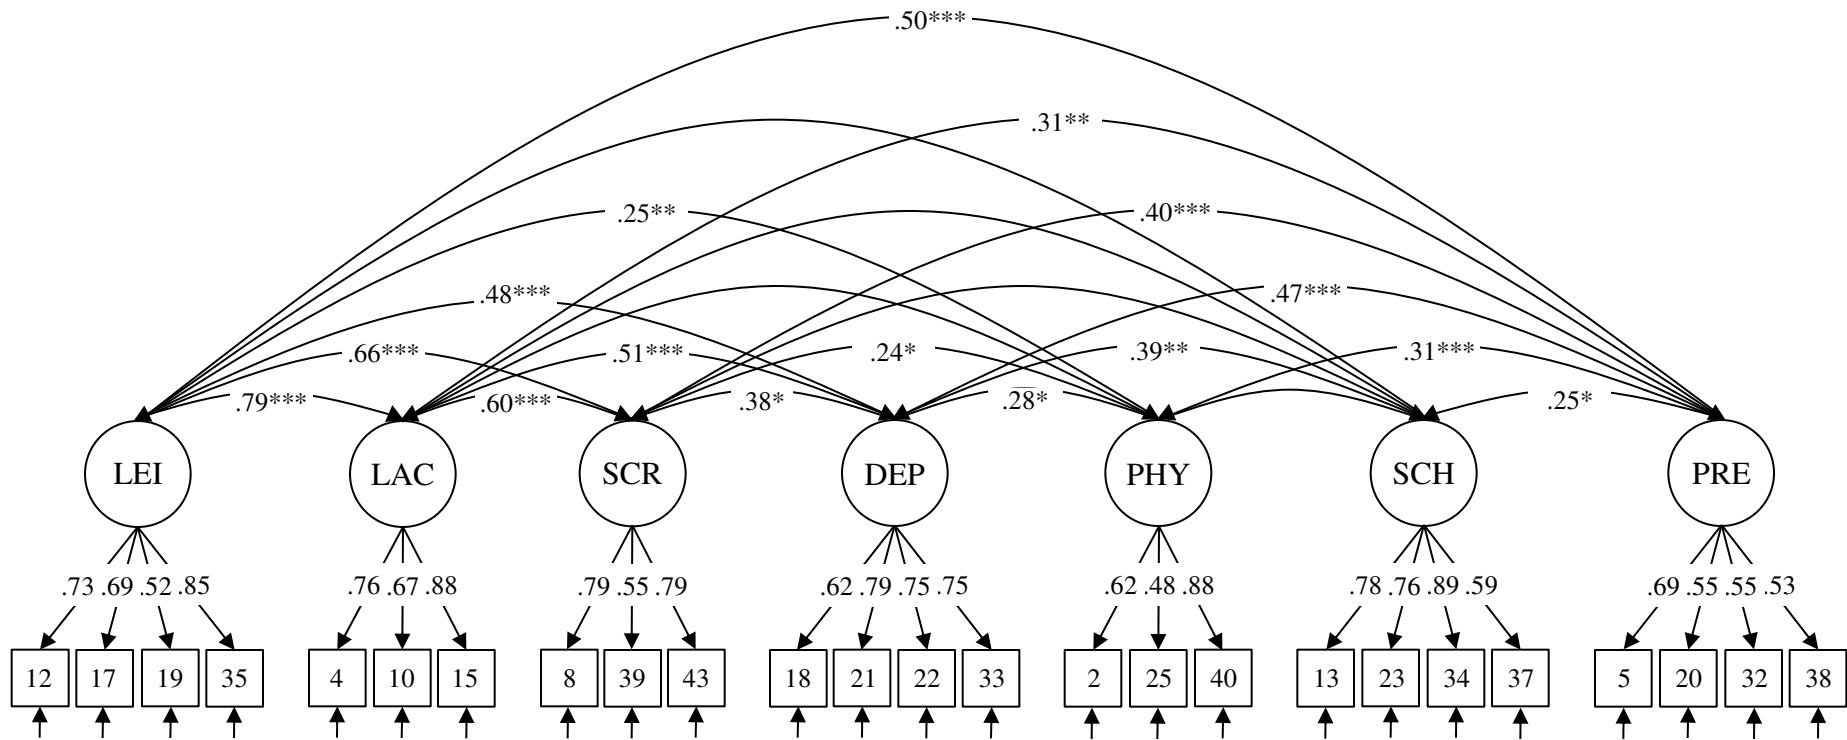 .50***
.31**
.25** .40***
.48*** .47***
.66*** .51*** .24* .39** .31***
.79*** .60*** .38* .28* .25*
LEI LAC SCR DEP PHY SCH PRE
.73 .69 .52 .85 .76 .67 .88 .79 .55 .79 .62 .79 .75 .75 .62 .48 .88 .78 .76 .89 .59 .69 .55 .55 .53
12 17 19 35 4 10 15 8 39 43 18 21 22 33 2 25 40 13 23 34 37 5 20 32 38